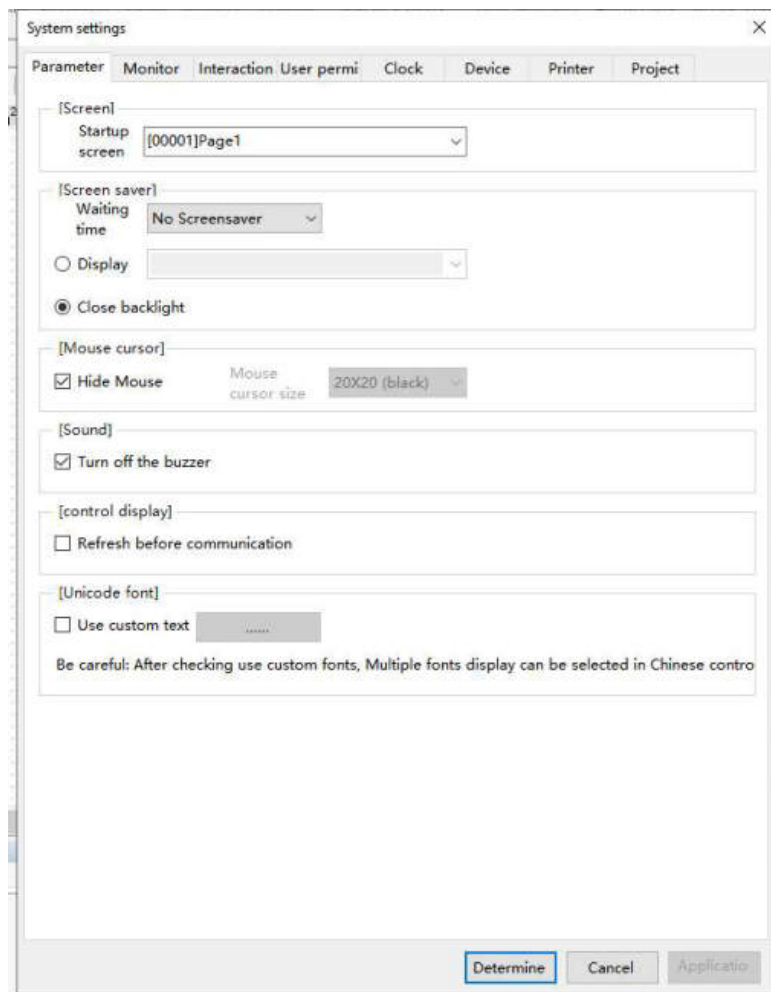 System settings
Parameter Monitor Interaction User permi Clock Device Printer Project
[Screen]
Startup screen [00001]Page1
[Screen saver]
Waiting time No Screensaver
Display
Close backlight
[Mouse cursor]
Hide Mouse Mouse cursor size 20X20 (black)
[Sound]
Turn off the buzzer
[control display]
Refresh before communication
[Unicode font]
Use custom text ......
Be careful: After checking use custom fonts, Multiple fonts display can be selected in Chinese contro
Determine Cancel Applicatio